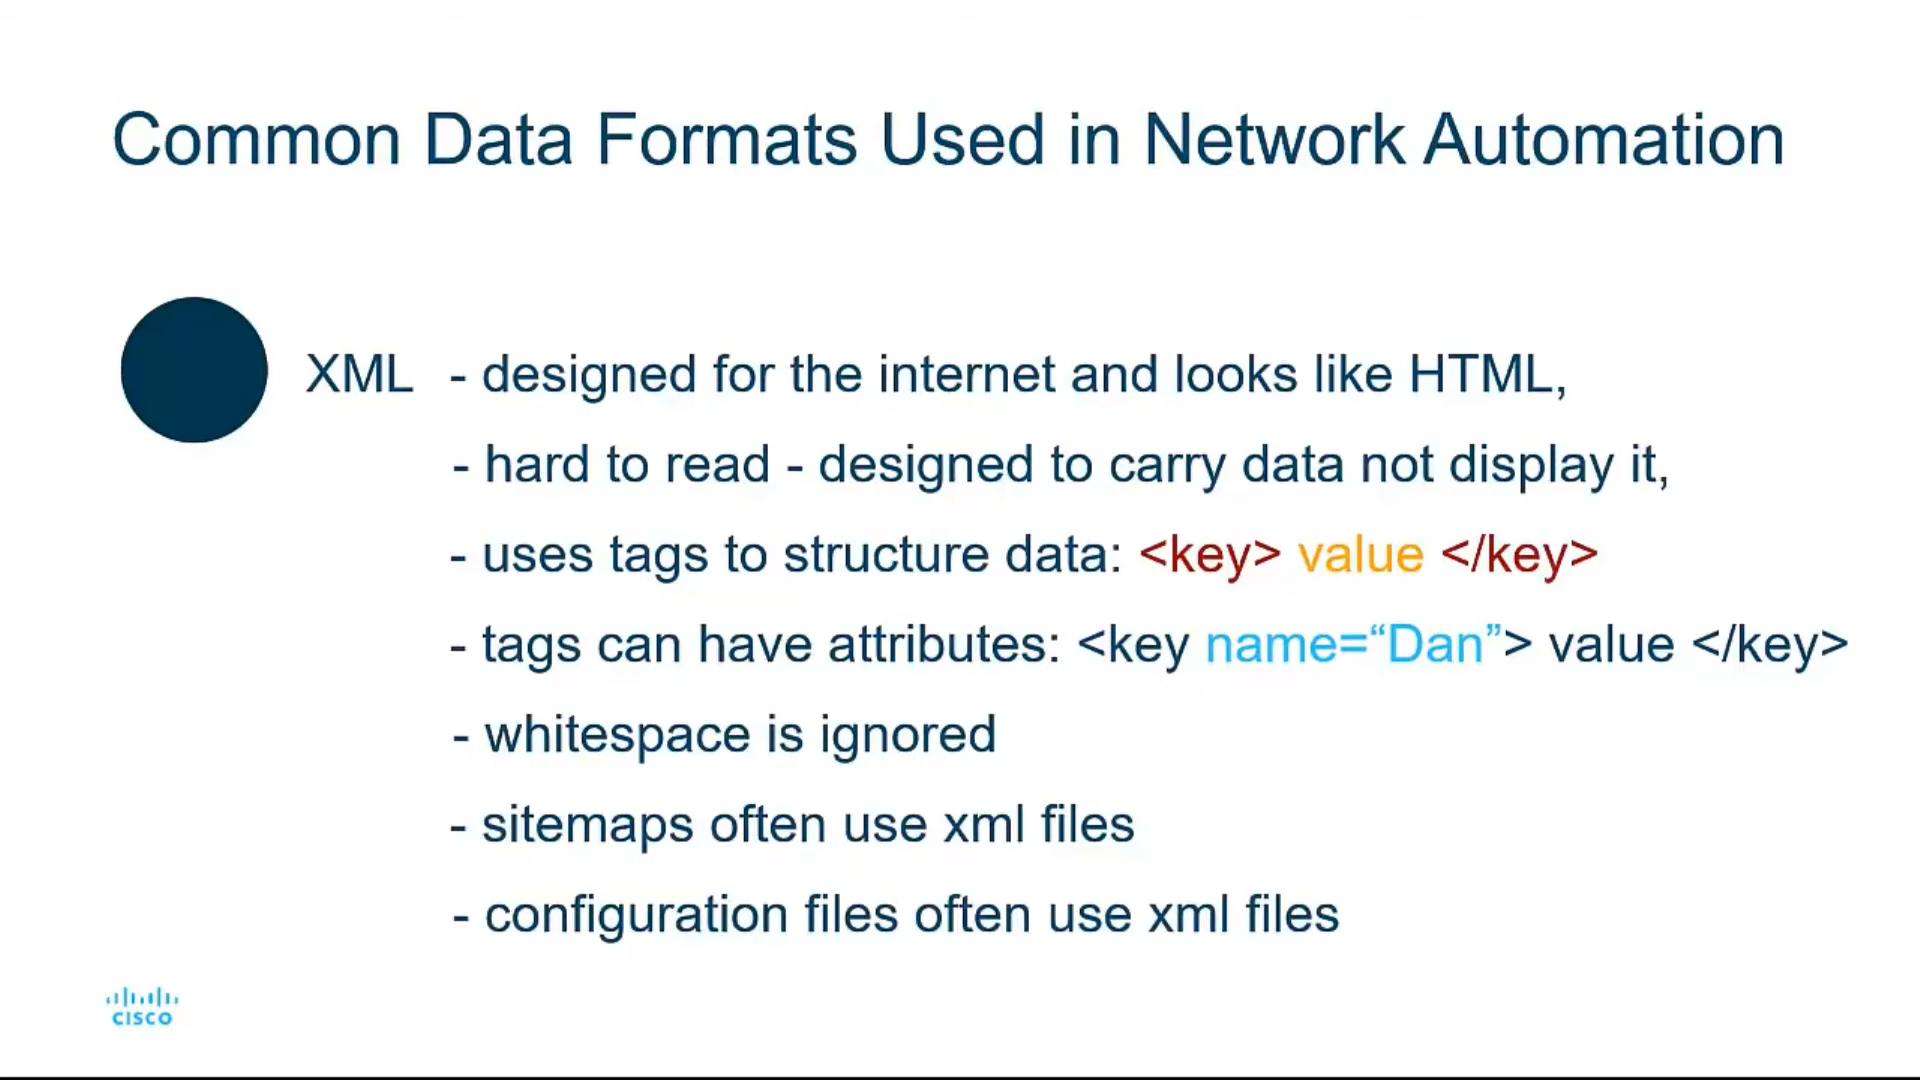 Common Data Formats Used in Network Automation
XML - designed for the internet and looks like HTML,
- hard to read - designed to carry data not display it,
- uses tags to structure data: <key> value </key>
- tags can have attributes: <key name=“Dan”> value </key>
- whitespace is ignored
- sitemaps often use xml files
- configuration files often use xml files
CISCO